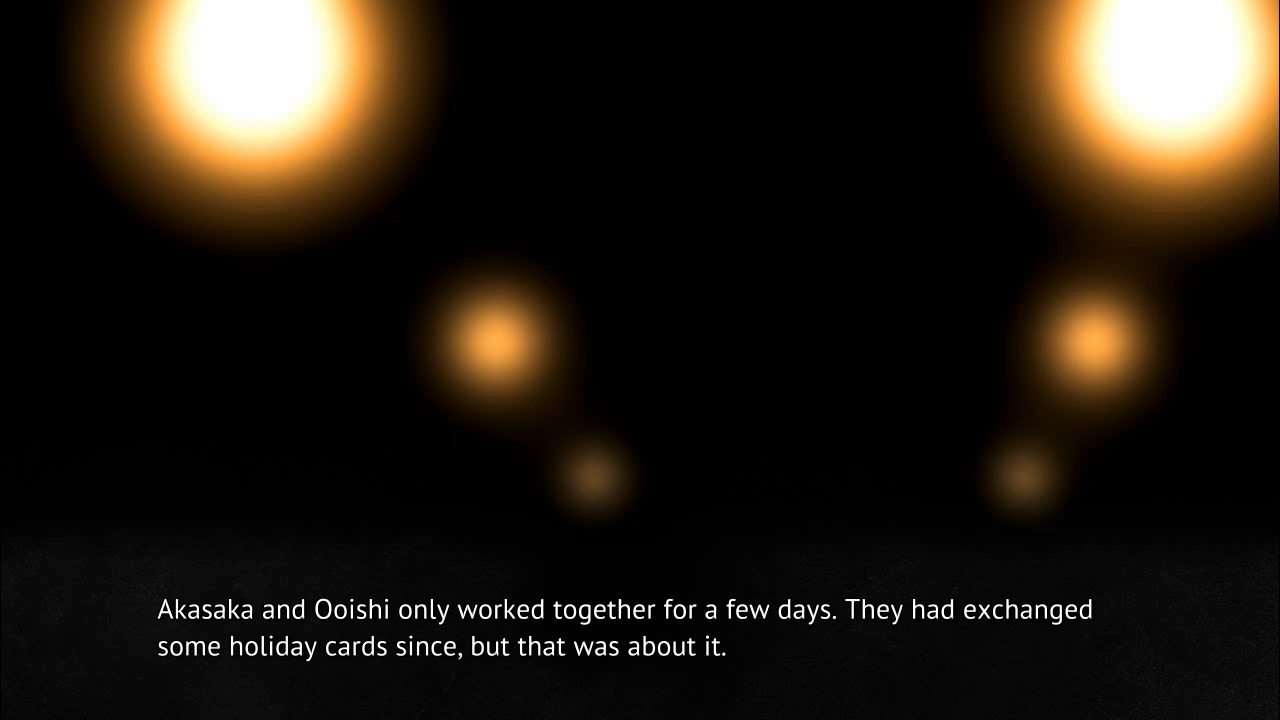 Akasaka and Ooishi only worked together for a few days. They had exchanged
some holiday cards since, but that was about it.